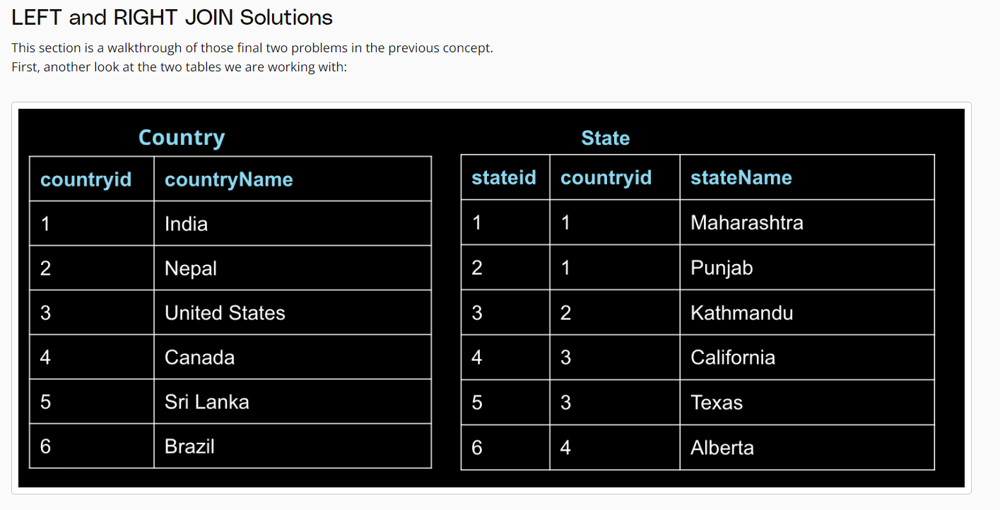 LEFT and RIGHT JOIN Solutions
This section is a walkthrough of those final two problems in the previous concept.
First, another look at the two tables we are working with:
Country
countryid countryName
1 India
2 Nepal
3 United States
4 Canada
5 Sri Lanka
6 Brazil
State
stateid countryid stateName
1 1 Maharashtra
2 1 Punjab
3 2 Kathmandu
4 3 California
5 3 Texas
6 4 Alberta